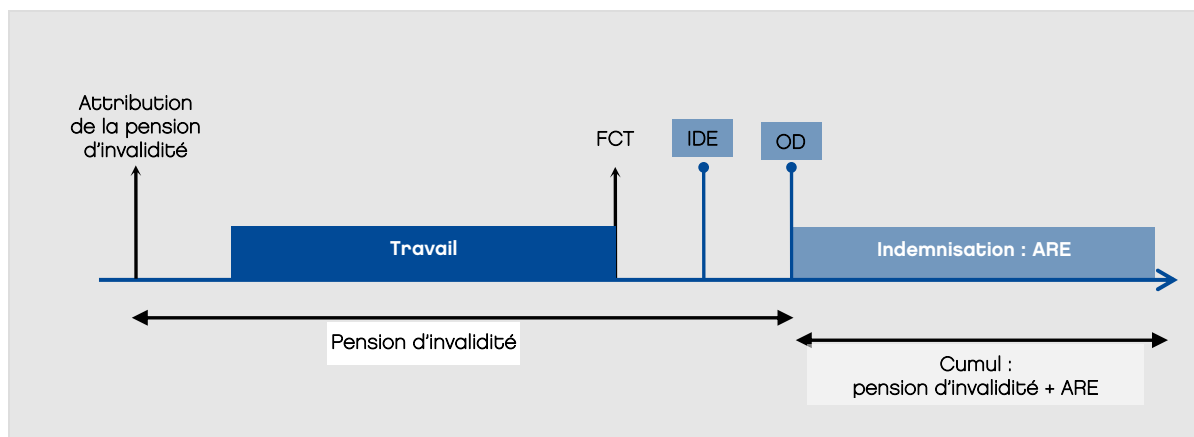 Attribution
de la pension
d'invalidité
FCT
IDE
OD
Travail
Indemnisation : ARE
Pension d'invalidité
Cumul :
pension d'invalidité + ARE